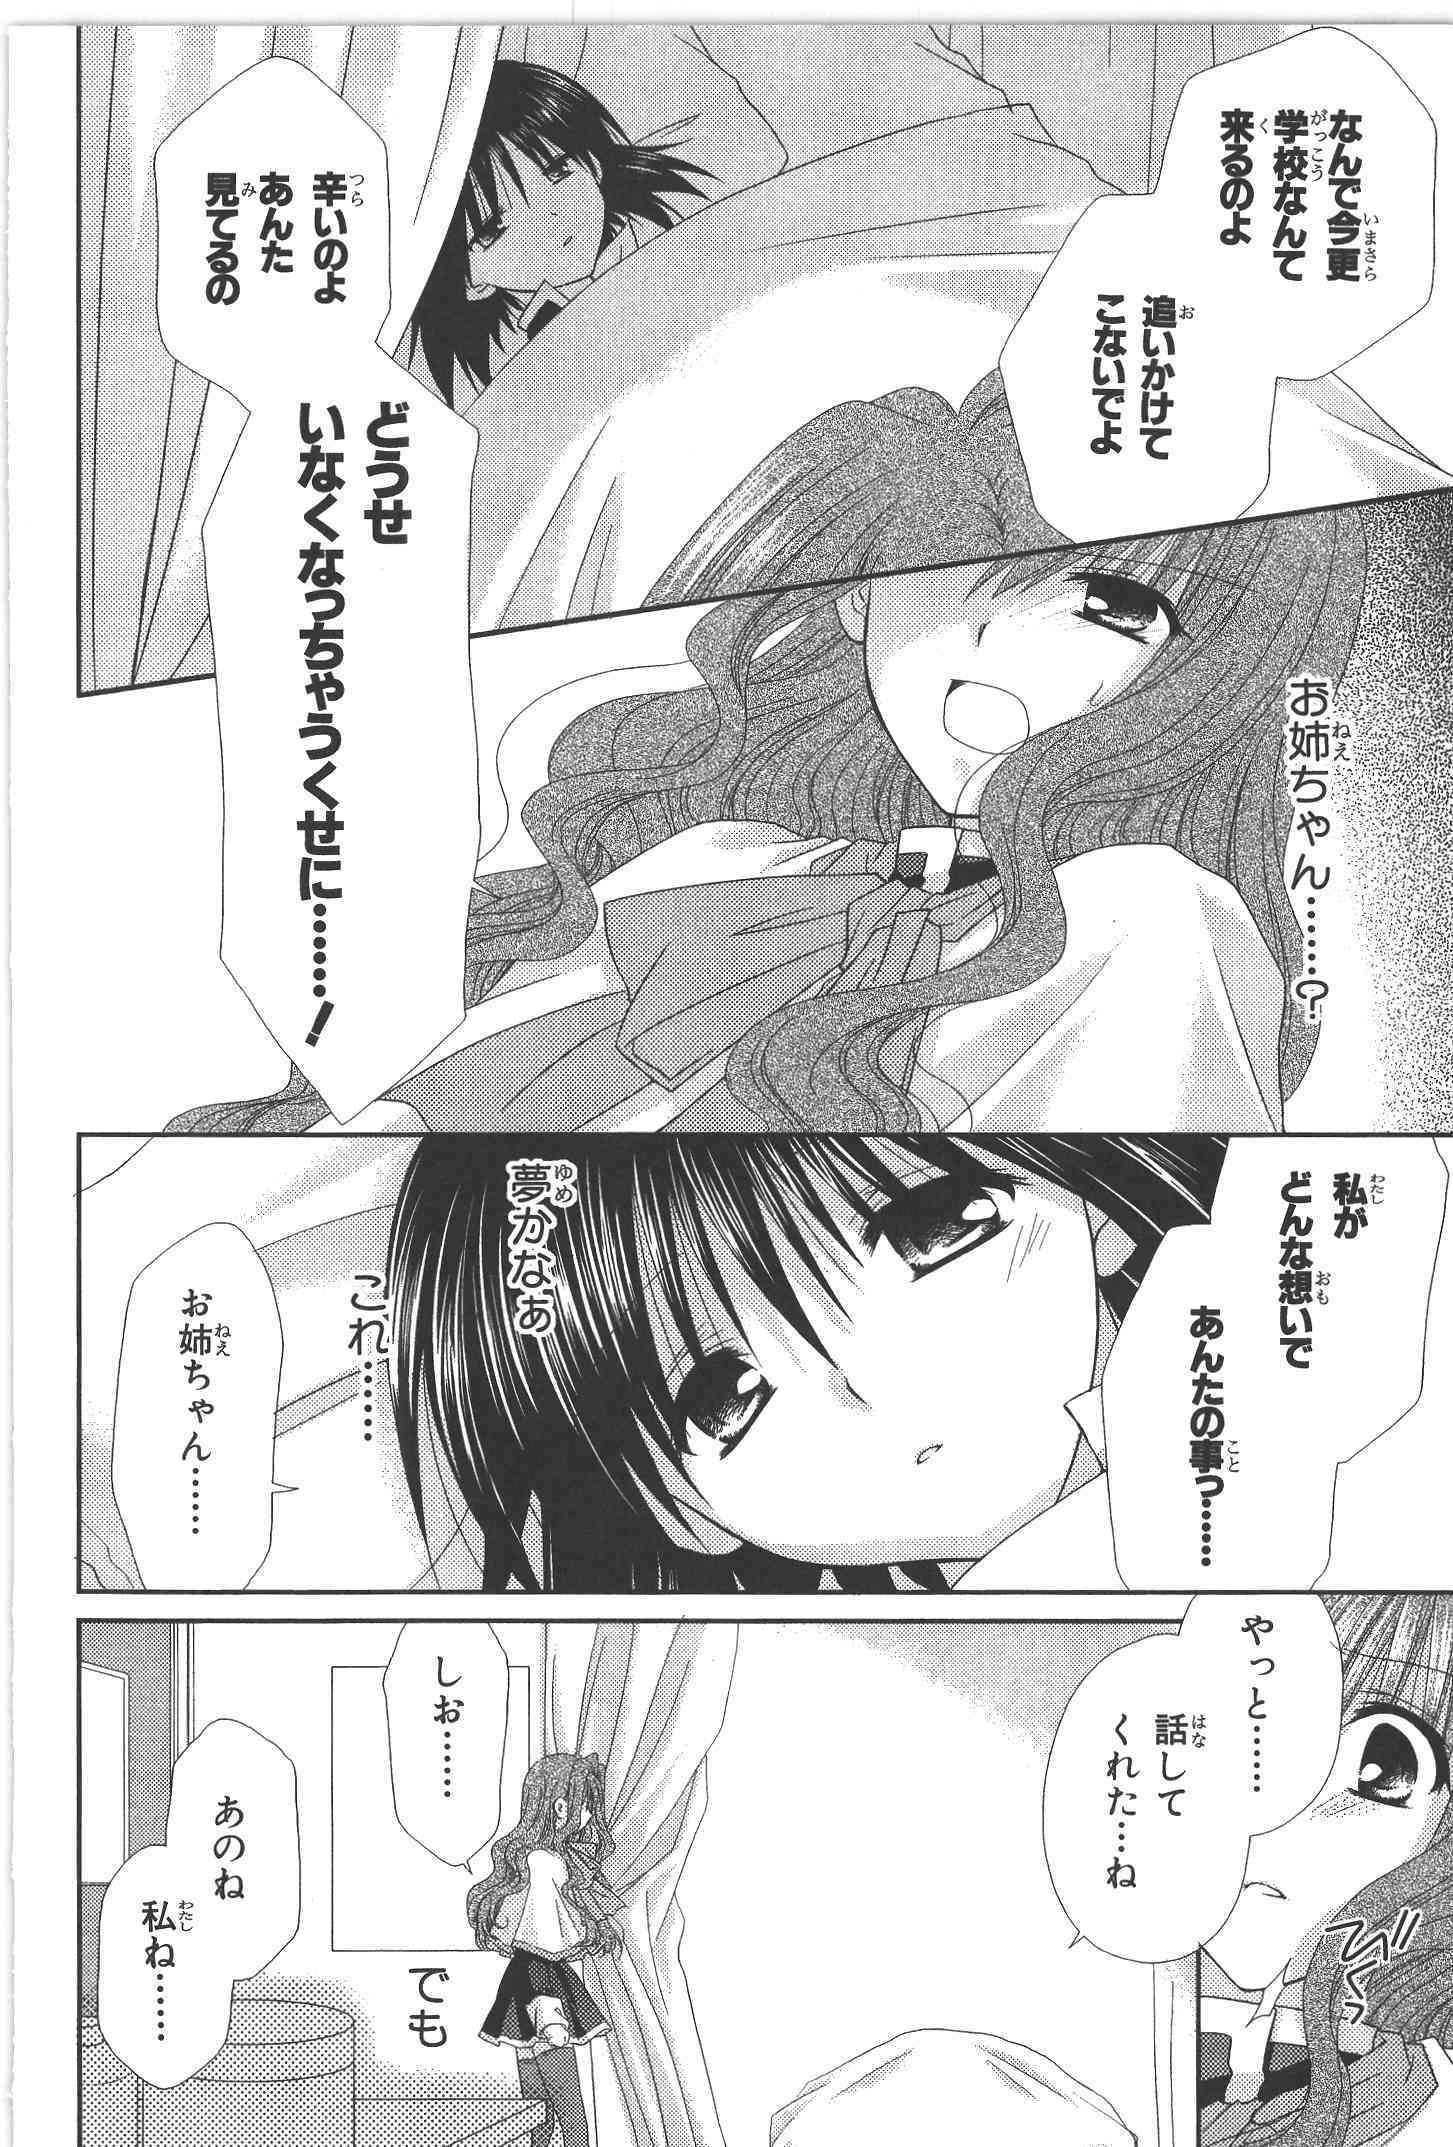 なんで今更
学校なんて
来るのよ
追いかけて
こないでよ
辛いのよ
あんた
見てるの
どうせ
いなくなっちゃうくせに………！
お姉ちゃん………？
私が
どんな想いで
あんたの事っ………
夢かなぁ
これ………
お姉ちゃん………
やっと………
話して
くれた…ね
びくっ
しお………
でも
あのね
私ね………